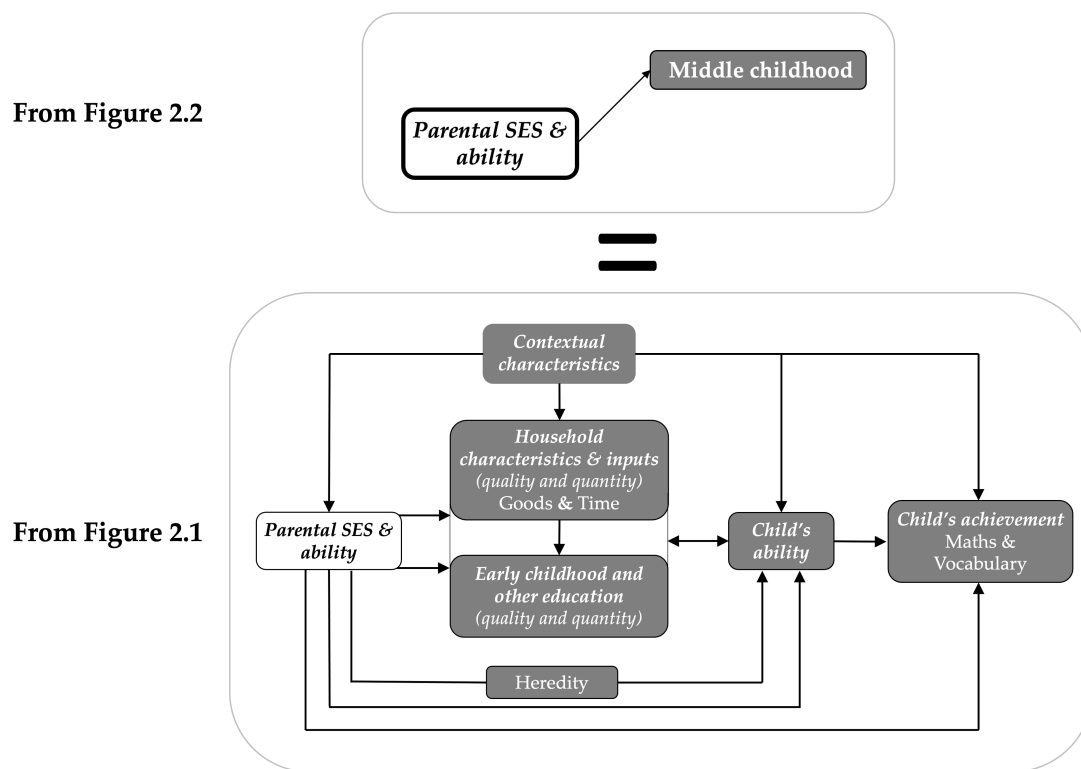 From Figure 2.2
Middle childhood
Parental SES &
ability
=
From Figure 2.1
Contextual
characteristics
Household
characteristics & inputs
(quality and quantity)
Goods & Time
Parental SES &
ability
Early childhood and
other education
(quality and quantity)
Child's
ability
Child's achievement
Maths &
Vocabulary
Heredity